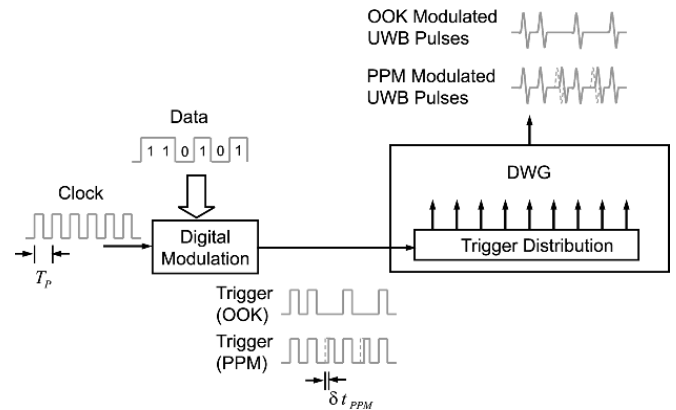 OOK Modulated
UWB Pulses
PPM Modulated
UWB Pulses
Data
1 1 0 1 0 1
Clock
DWG
Digital
Modulation
Trigger Distribution
T_P
Trigger
(OOK)
Trigger
(PPM)
δ t_PPM